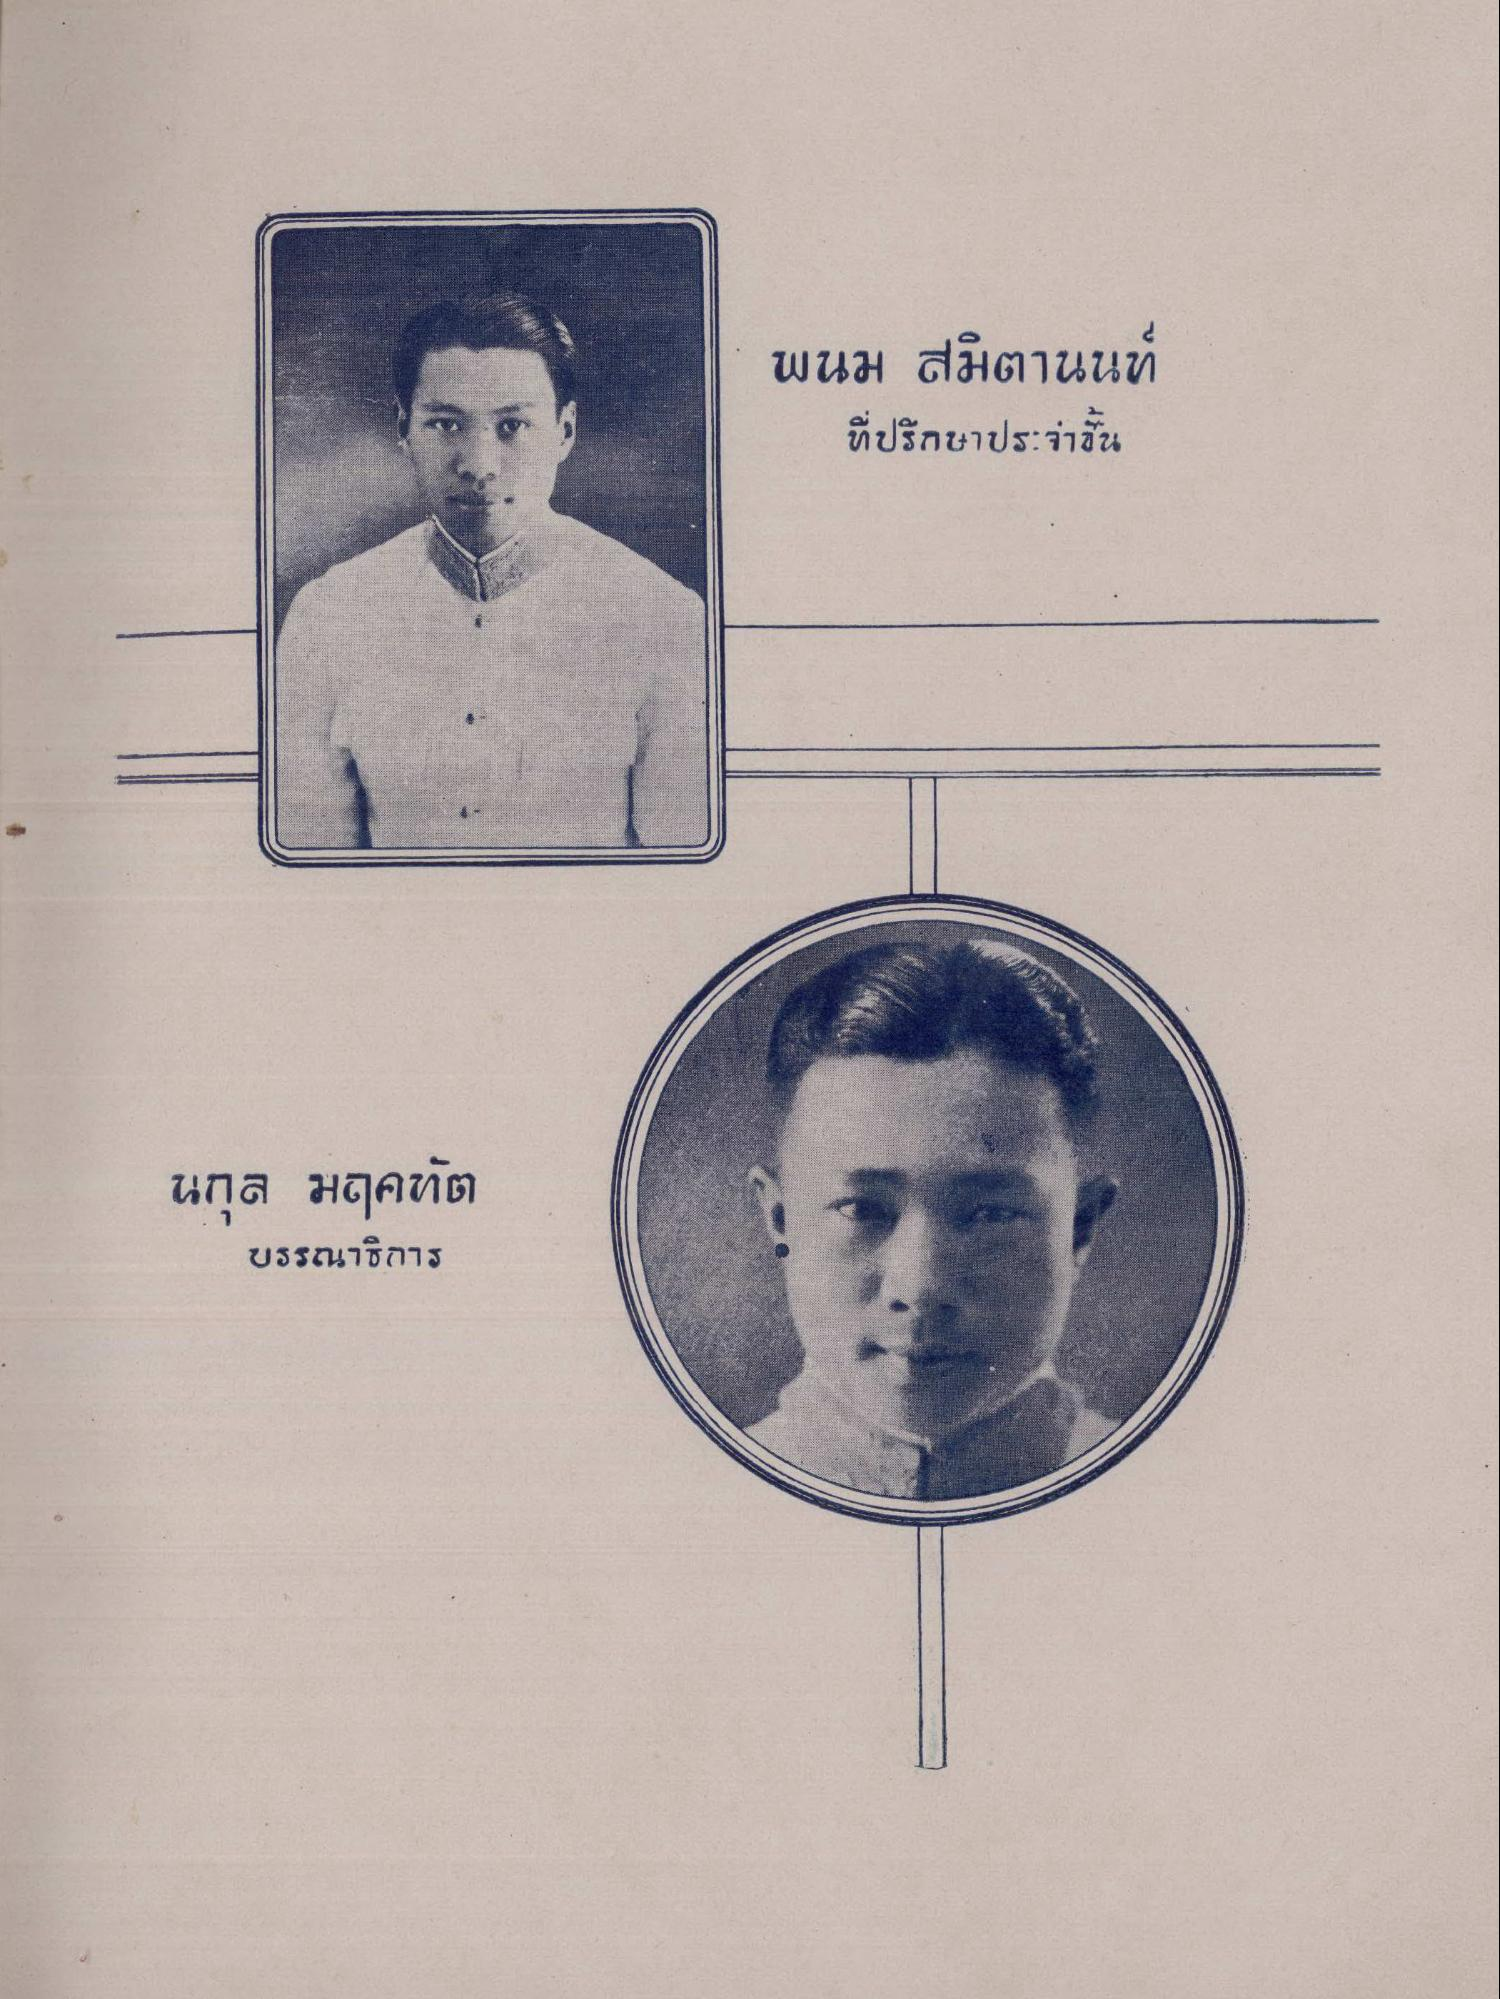 พนม สมิตานนท์
ที่ปรึกษาประจำชั้น
นกุล มฤคทัต
บรรณาธิการ